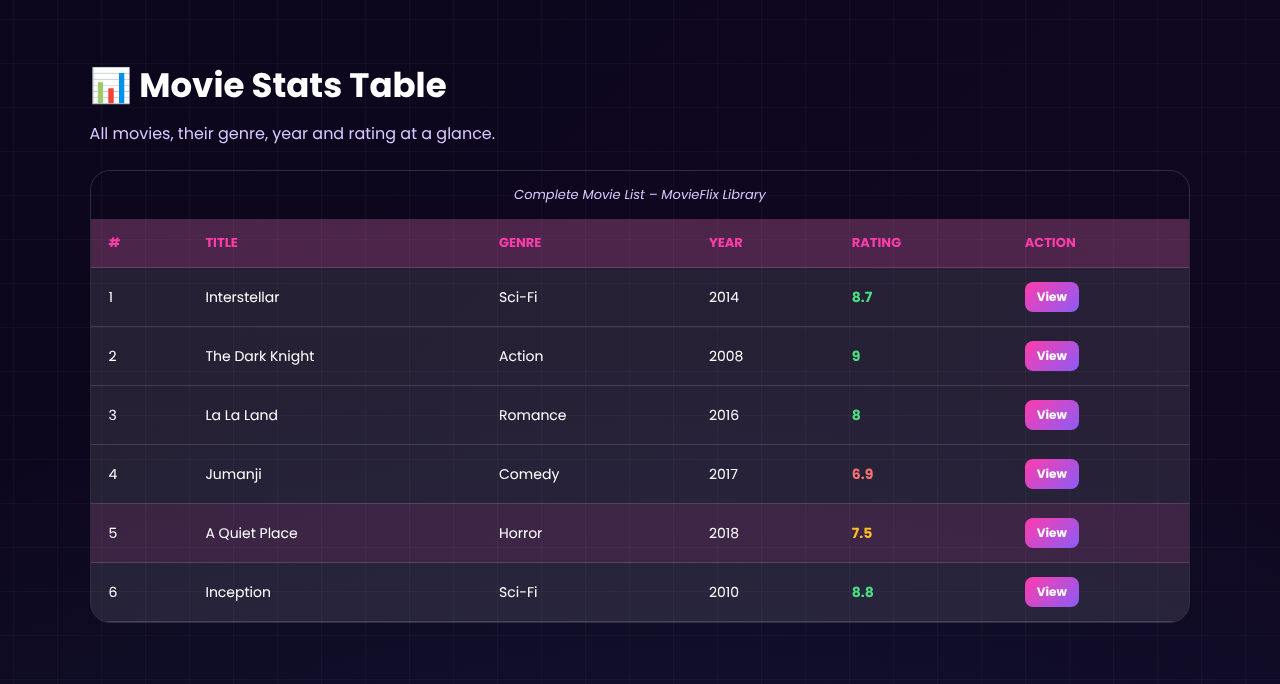 📊 Movie Stats Table
All movies, their genre, year and rating at a glance.
Complete Movie List – MovieFlix Library
# TITLE GENRE YEAR RATING ACTION
1 Interstellar Sci-Fi 2014 8.7 View
2 The Dark Knight Action 2008 9 View
3 La La Land Romance 2016 8 View
4 Jumanji Comedy 2017 6.9 View
5 A Quiet Place Horror 2018 7.5 View
6 Inception Sci-Fi 2010 8.8 View